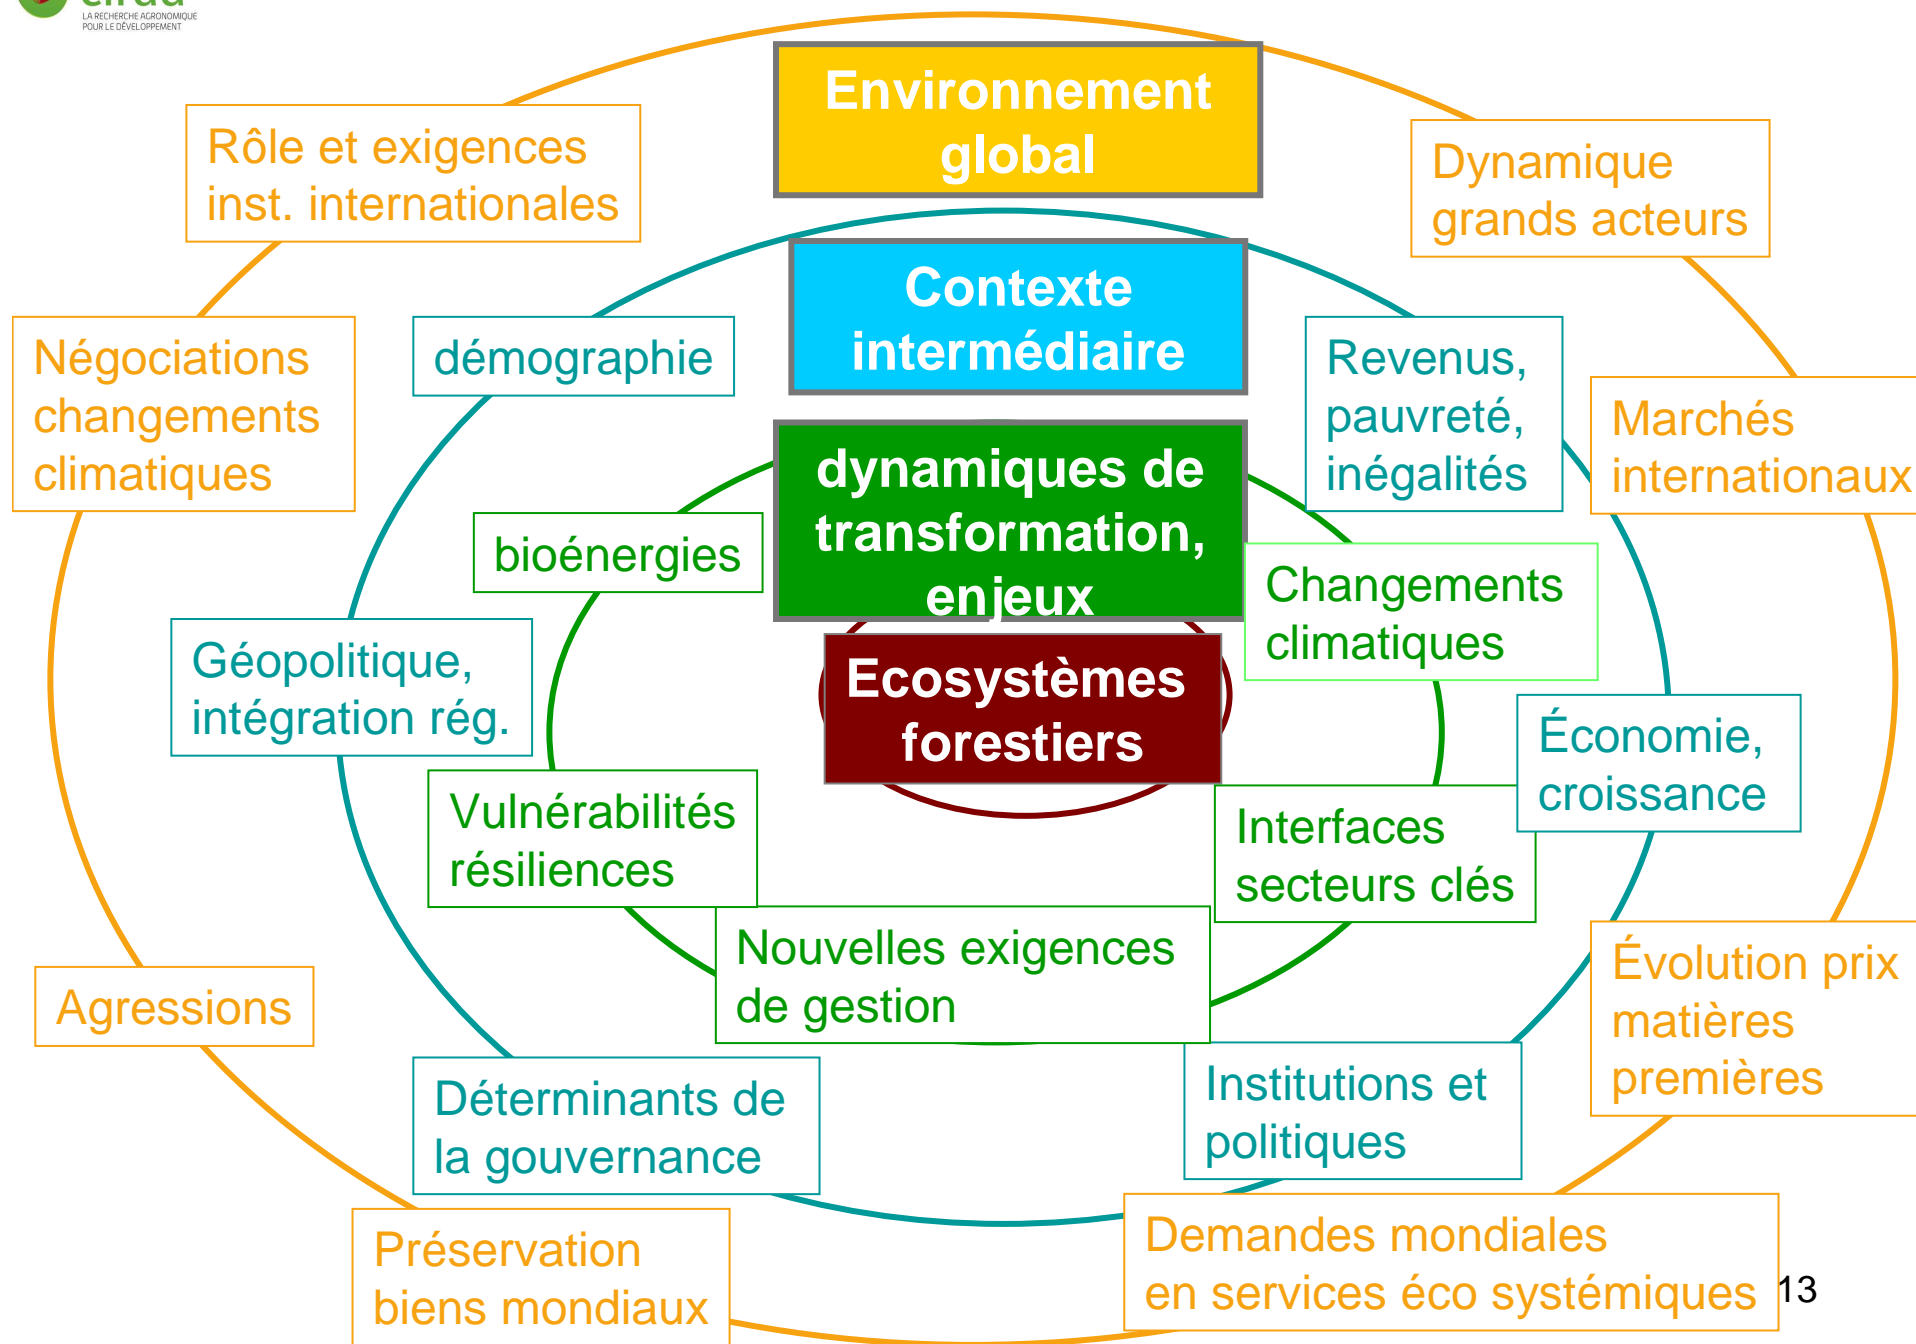 LA RECHERCHE AGRONOMIQUE
POUR LE DÉVELOPPEMENT
Environnement
global
Rôle et exigences
inst. internationales
Dynamique
grands acteurs
Contexte
intermédiaire
Négociations
changements
climatiques
démographie
Revenus,
pauvreté,
inégalités
Marchés
internationaux
dynamiques de
transformation,
enjeux
bioénergies
Changements
climatiques
Géopolitique,
intégration rég.
Ecosystèmes
forestiers
Économie,
croissance
Vulnérabilités
résiliences
Interfaces
secteurs clés
Nouvelles exigences
de gestion
Agressions
Évolution prix
matières
premières
Déterminants de
la gouvernance
Institutions et
politiques
Préservation
biens mondiaux
Demandes mondiales
en services éco systémiques
13